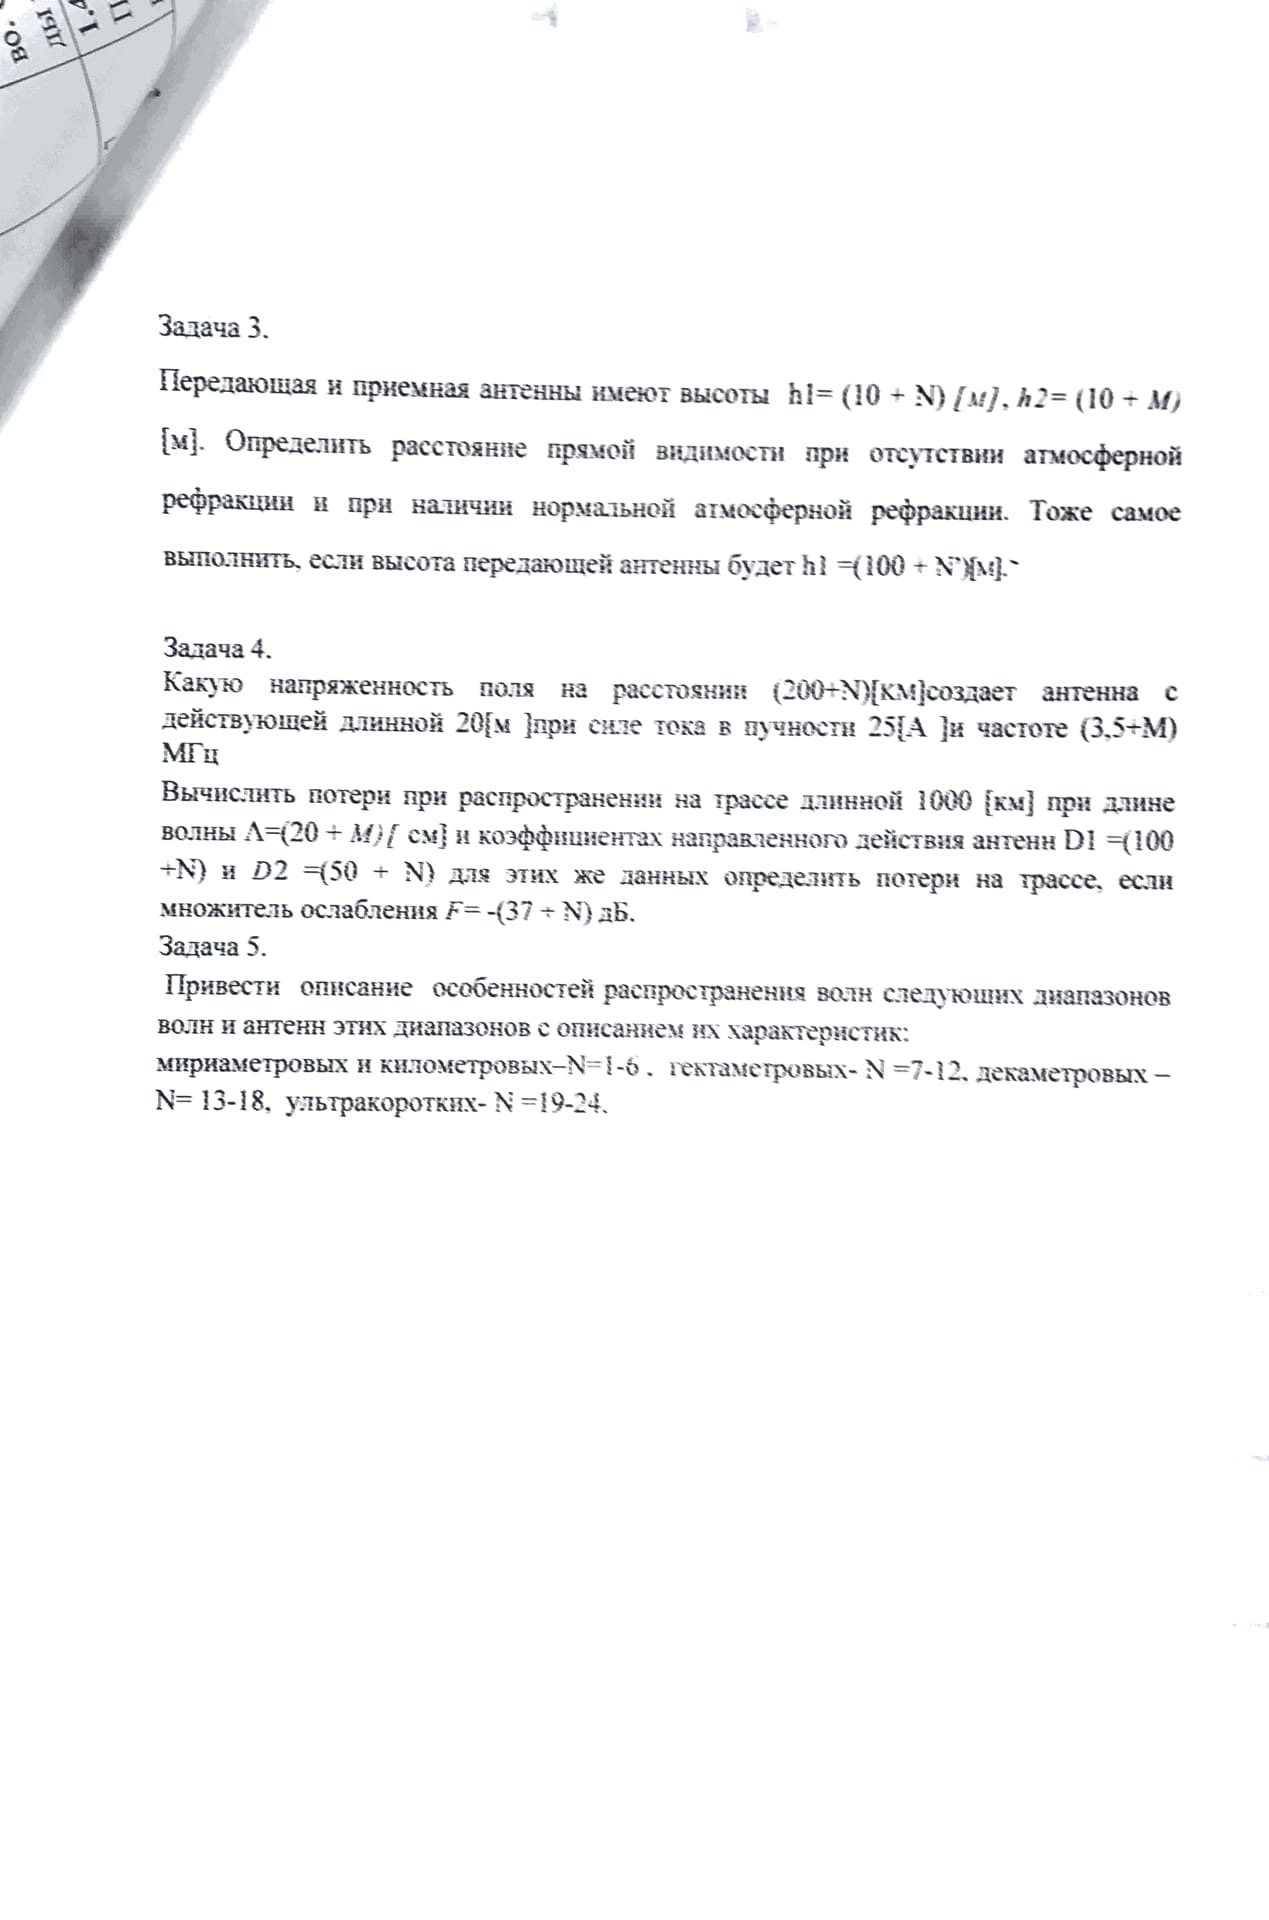 во.
ды
1.4
П
Задача 3.
Передающая и приемная антенны имеют высоты h1= (10 + N) [м], h2= (10 + M)
[м]. Определить расстояние прямой видимости при отсутствии атмосферной
рефракции и при наличии нормальной атмосферной рефракции. Тоже самое
выполнить, если высота передающей антенны будет h1 =(100 + N)[м].
Задача 4.
Какую напряженность поля на расстоянии (200+N)[км]создает антенна с
действующей длинной 20[м ]при силе тока в пучности 25[А ]и частоте (3,5+M)
МГц
Вычислить потери при распространении на трассе длинной 1000 [км] при длине
волны Λ=(20 + M)[ см] и коэффициентах направленного действия антенн D1 =(100
+N) и D2 =(50 + N) для этих же данных определить потери на трассе, если
множитель ослабления F= -(37 + N) дБ.
Задача 5.
Привести описание особенностей распространения волн следующих диапазонов
волн и антенн этих диапазонов с описанием их характеристик:
мириаметровых и километровых–N=1-6 , гектаметровых- N =7-12, декаметровых –
N= 13-18, ультракоротких- N =19-24.